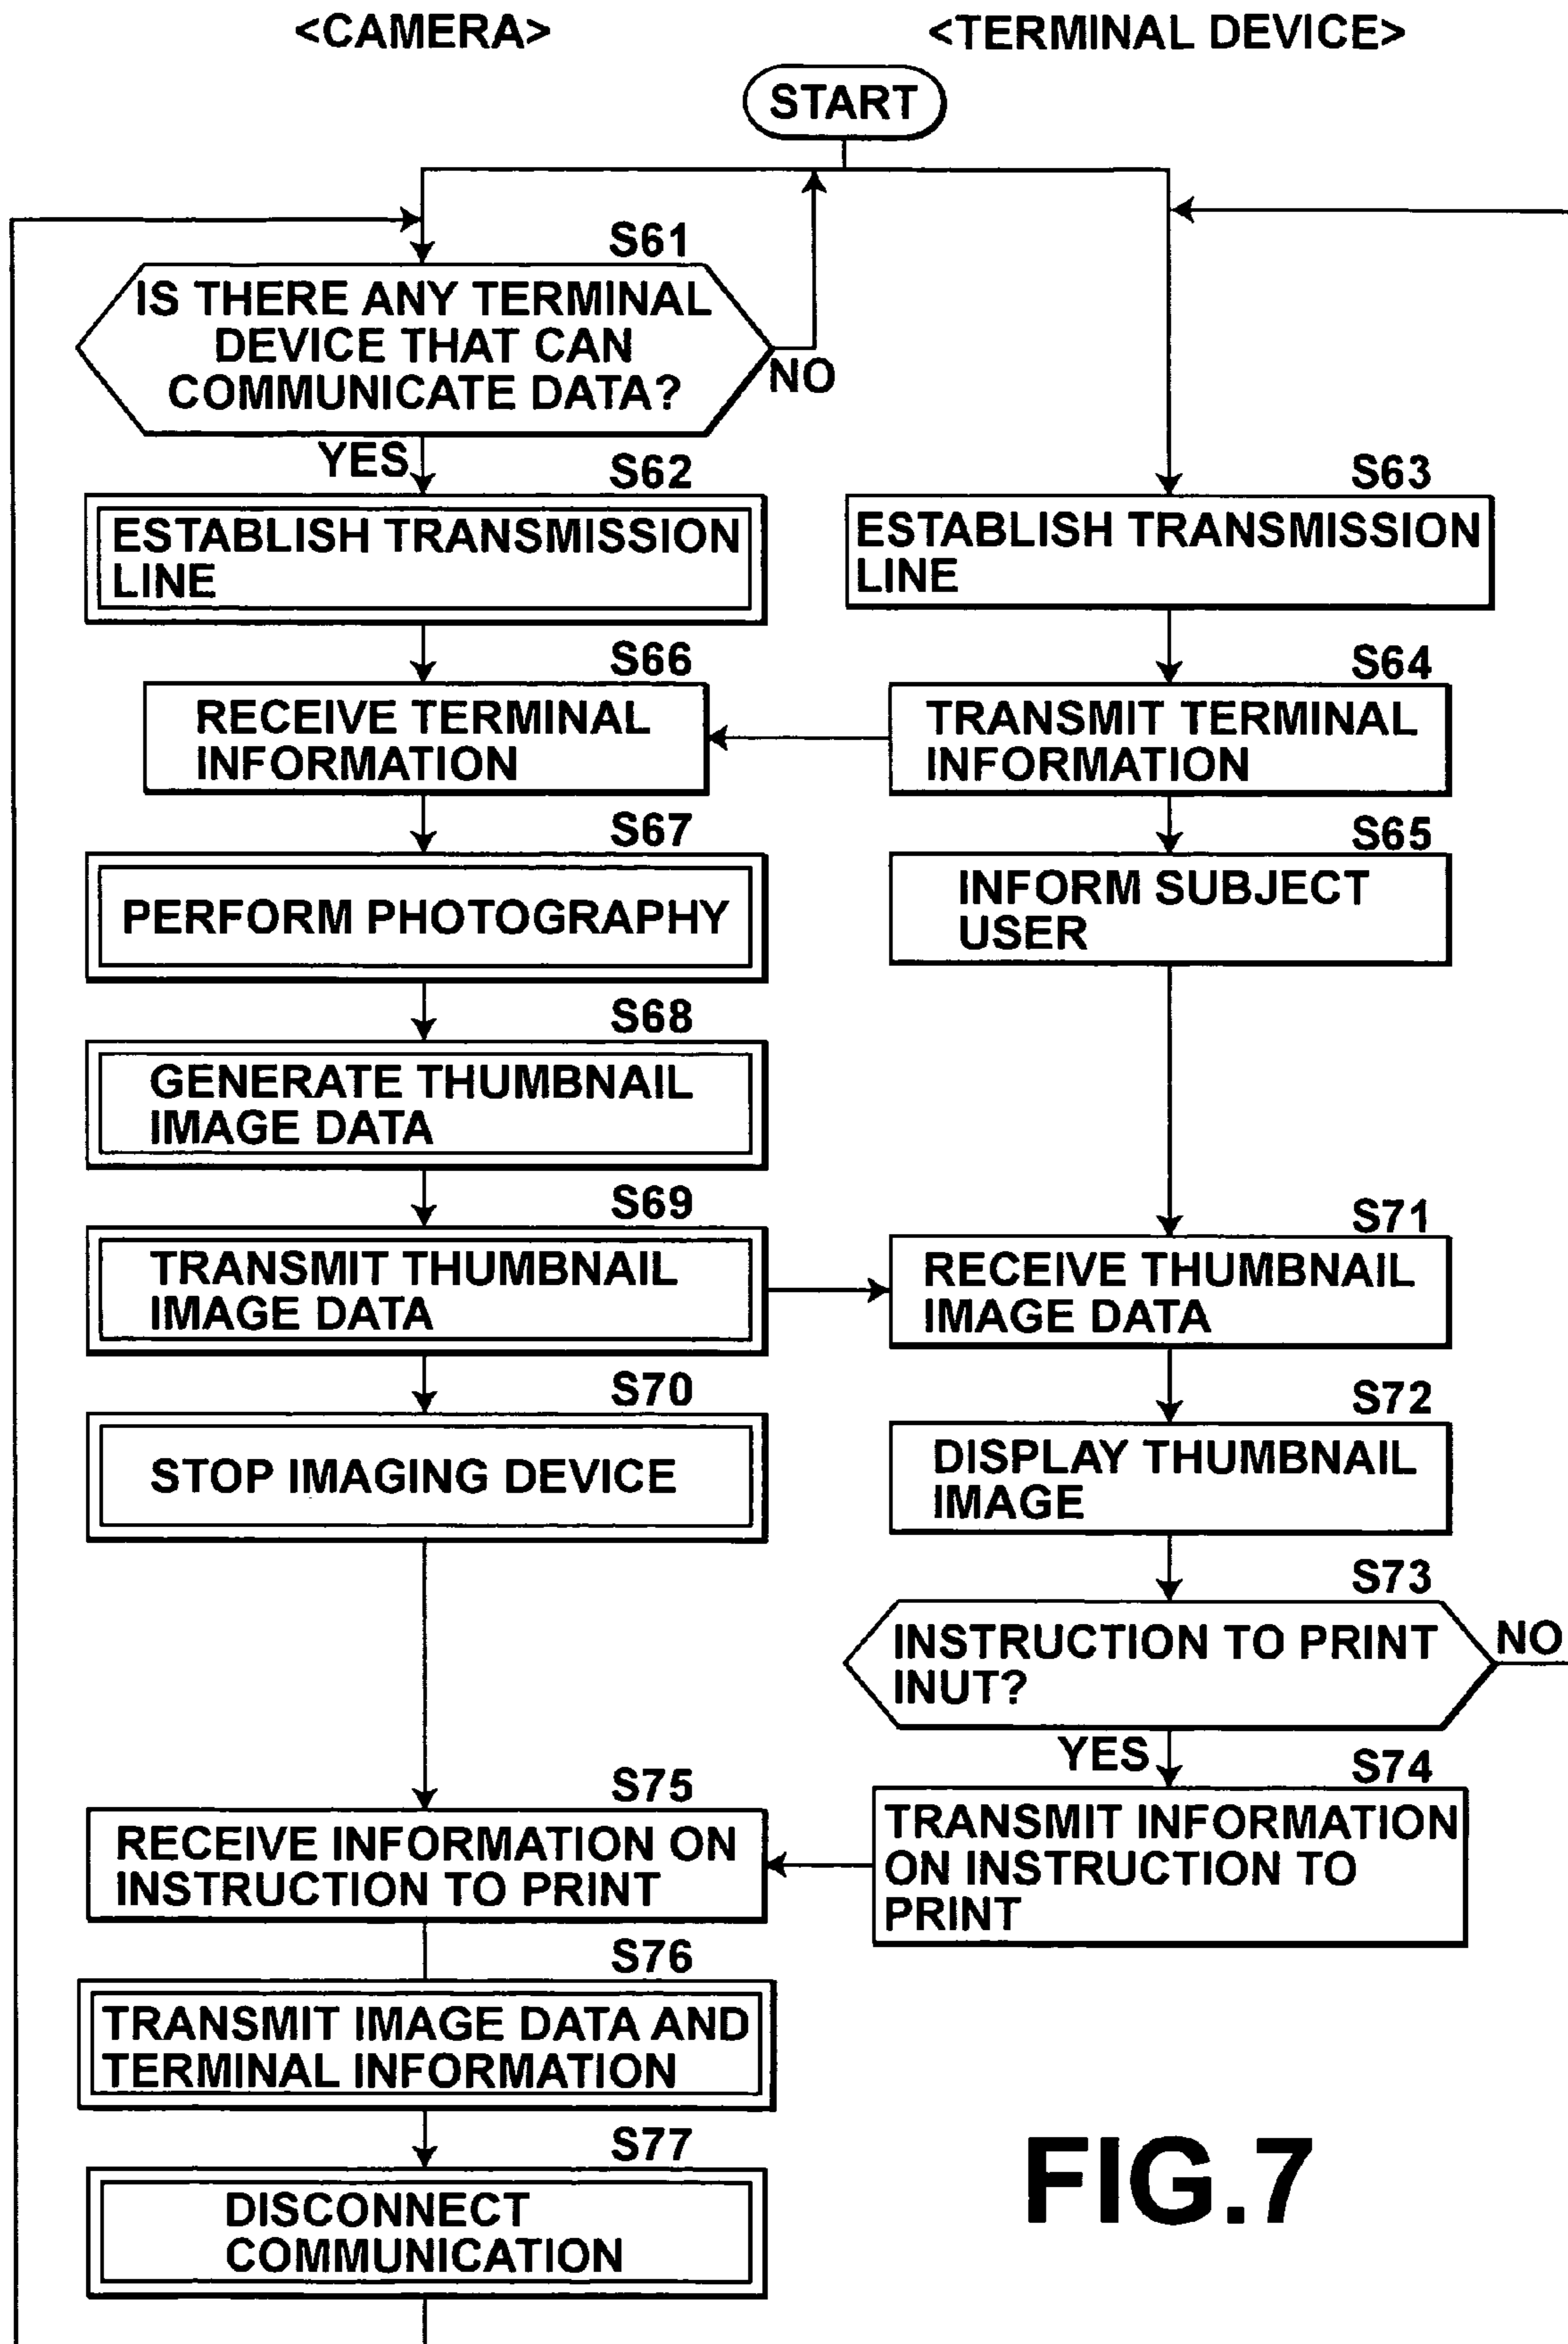 <CAMERA>
<TERMINAL DEVICE>
START
S61
IS THERE ANY TERMINAL
DEVICE THAT CAN
COMMUNICATE DATA?
NO
YES
S62
ESTABLISH TRANSMISSION
LINE
S63
ESTABLISH TRANSMISSION
LINE
S66
RECEIVE TERMINAL
INFORMATION
S64
TRANSMIT TERMINAL
INFORMATION
S67
PERFORM PHOTOGRAPHY
S65
INFORM SUBJECT
USER
S68
GENERATE THUMBNAIL
IMAGE DATA
S69
TRANSMIT THUMBNAIL
IMAGE DATA
S71
RECEIVE THUMBNAIL
IMAGE DATA
S70
STOP IMAGING DEVICE
S72
DISPLAY THUMBNAIL
IMAGE
S73
INSTRUCTION TO PRINT
INUT?
NO
YES
S74
TRANSMIT INFORMATION
ON INSTRUCTION TO
PRINT
S75
RECEIVE INFORMATION ON
INSTRUCTION TO PRINT
S76
TRANSMIT IMAGE DATA AND
TERMINAL INFORMATION
S77
DISCONNECT
COMMUNICATION
FIG.7